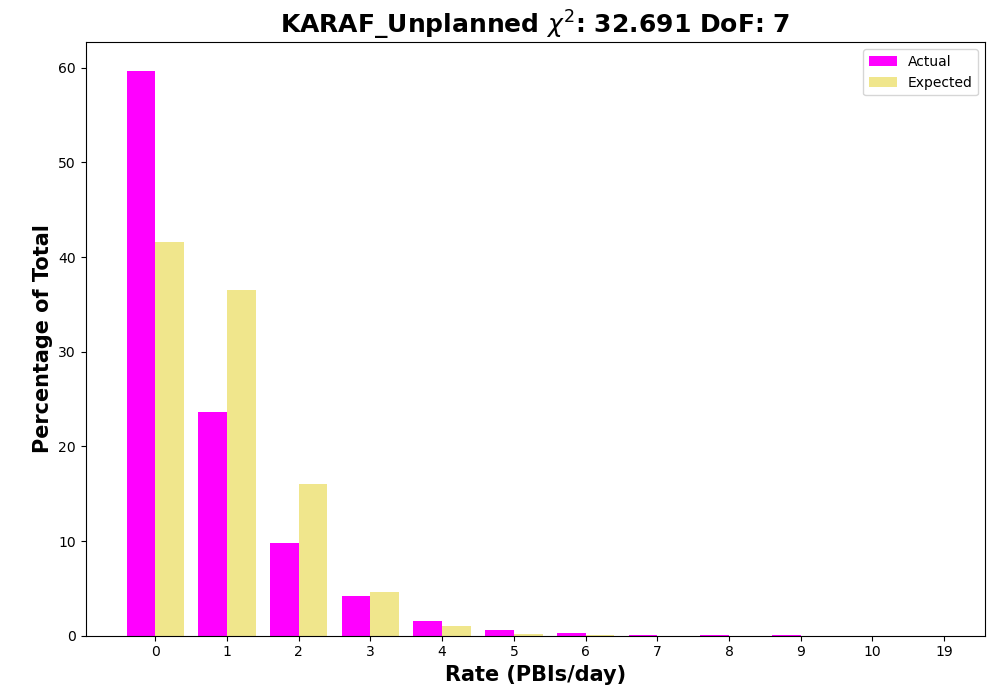 KARAF_Unplanned χ²: 32.691 DoF: 7
Actual
Expected
60
50
40
30
20
10
0
Percentage of Total
0 1 2 3 4 5 6 7 8 9 10 19
Rate (PBIs/day)